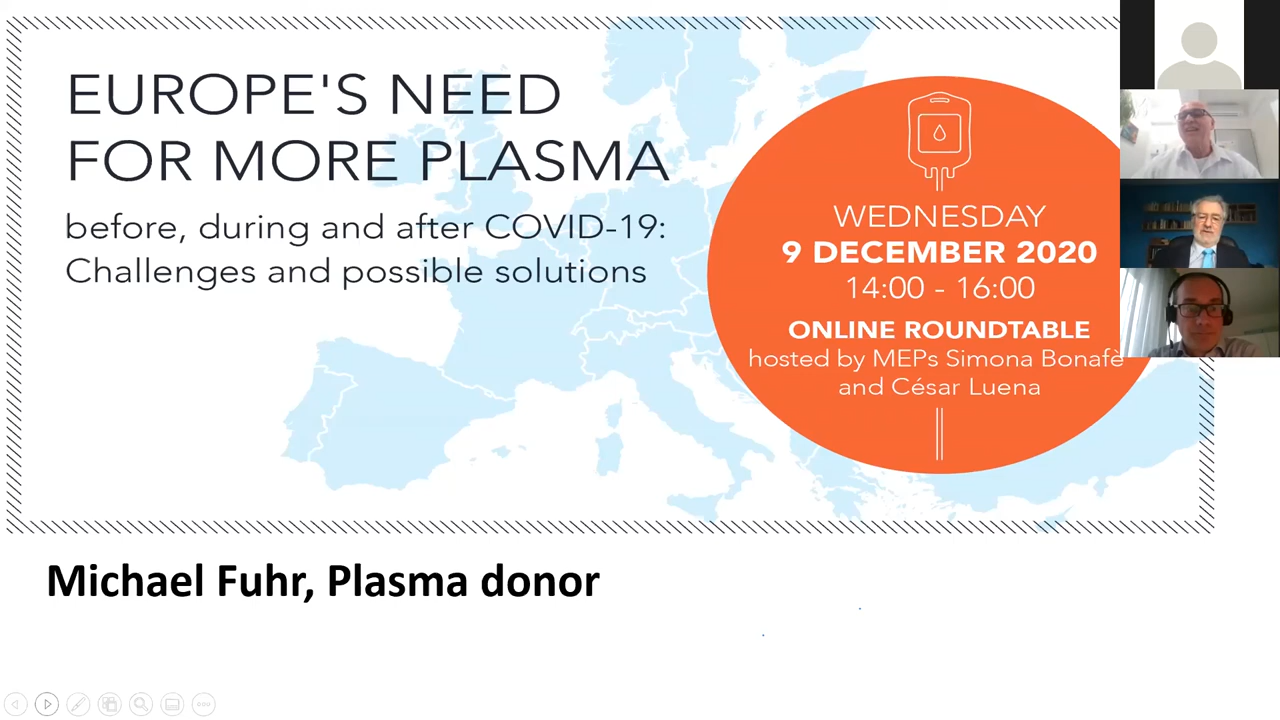 EUROPE'S NEED
FOR MORE PLASMA
before, during and after COVID-19:
Challenges and possible solutions
WEDNESDAY
9 DECEMBER 2020
14:00 - 16:00
ONLINE ROUNDTABLE
hosted by MEPs Simona Bonafè
and César Luena
Michael Fuhr, Plasma donor